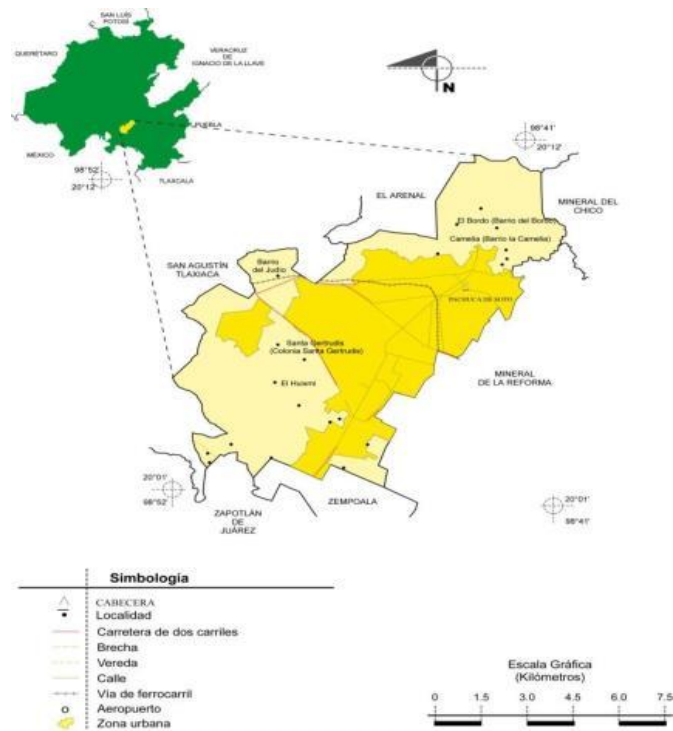 SAN LUÍS
POTOSÍ
QUERÉTARO
VERACRUZ
DE
IGNACIO DE LA LLAVE
PUEBLA
MÉXICO
TLAXCALA
N
98°52'
20°12'
98°41'
20°12'
EL ARENAL
MINERAL DEL
CHICO
El Bordo (Barrio del Bordo)
Camelia (Barrio la Camelia)
SAN AGUSTÍN
TLAXIACA
Barrio
del Judío
PACHUCA DE SOTO
Santa Gertrudis
(Colonia Santa Gertrudis)
El Huixmí
MINERAL
DE LA REFORMA
20°01'
98°52'
ZEMPOALA
ZAPOTLÁN
DE
JUÁREZ
20°01'
98°41'
Simbología
CABECERA
Localidad
Carretera de dos carriles
Brecha
Vereda
Calle
Vía de ferrocarril
Aeropuerto
Zona urbana
Escala Gráfica
(Kilómetros)
0 1.5 3.0 4.5 6.0 7.5